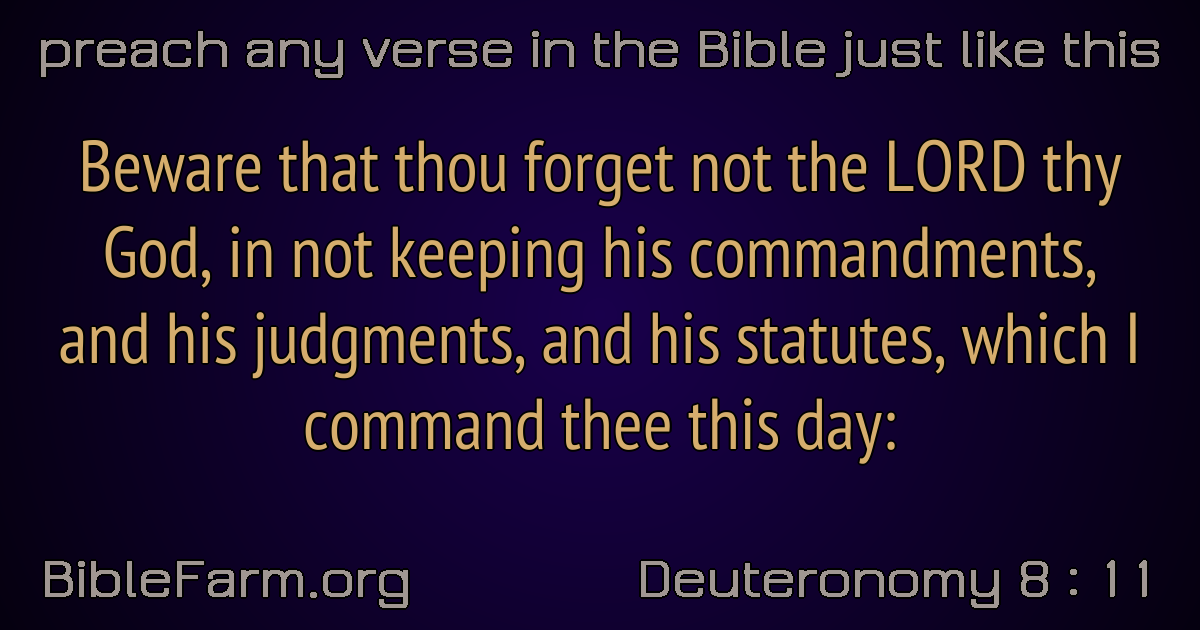 preach any verse in the Bible just like this
Beware that thou forget not the LORD thy
God, in not keeping his commandments,
and his judgments, and his statutes, which I
command thee this day:
BibleFarm.org
Deuteronomy 8 : 11